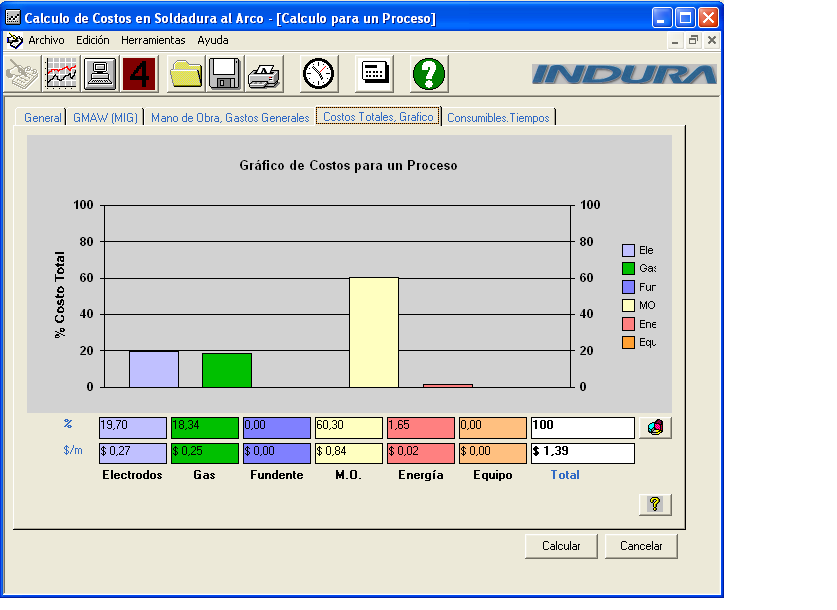 Calculo de Costos en Soldadura al Arco - [Calculo para un Proceso]
Archivo Edición Herramientas Ayuda
4 ? INDURA
General GMAW (MIG) Mano de Obra, Gastos Generales Costos Totales, Grafico Consumibles.Tiempos
Gráfico de Costos para un Proceso
% Costo Total
100 100
80 80
60 60
40 40
20 20
0 0
Ele
Gas
Fun
MO
Ene
Equ
% 19,70 18,34 0,00 60,30 1,65 0,00 100
$/m $ 0,27 $ 0,25 $ 0,00 $ 0,84 $ 0,02 $ 0,00 $ 1,39
Electrodos Gas Fundente M.O. Energía Equipo Total
?
Calcular Cancelar